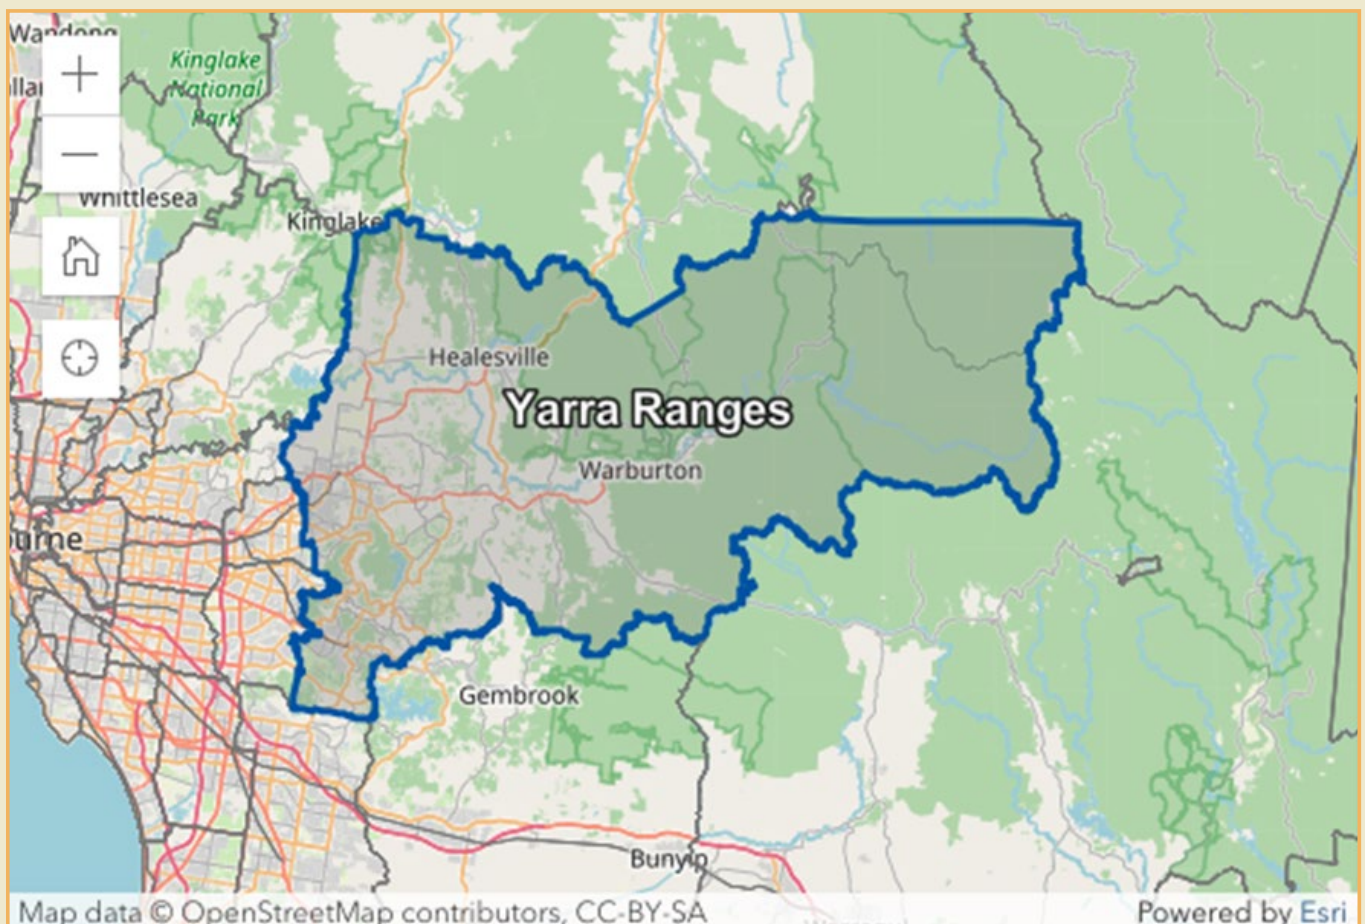 Wandong
Kinglake
National
Park
Whittlesea
Kinglake
Healesville
Yarra Ranges
Warburton
Gembrook
Bunyip
Map data © OpenStreetMap contributors, CC-BY-SA
Powered by Esri